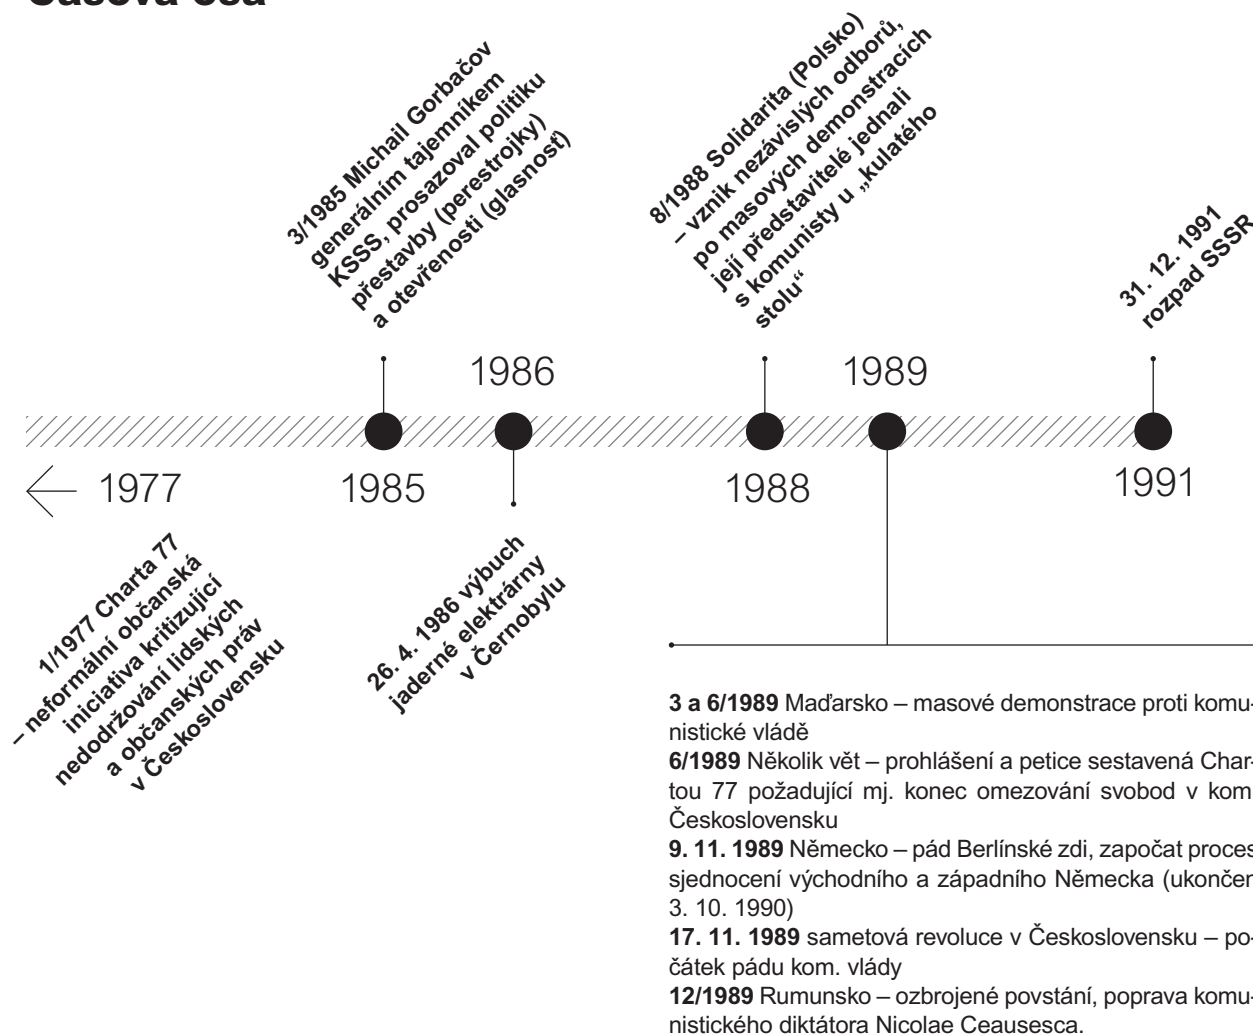 Časová osa
3/1985 Michail Gorbačov
generálním tajemníkem
KSSS, prosazoval politiku
přestavby (perestrojky)
a otevřenosti (glasnosť)
8/1988 Solidarita (Polsko)
– vznik nezávislých odborů,
po masových demonstracích
její představitelé jednali
s komunisty u „kulatého
stolu“
31. 12. 1991
rozpad SSSR
1986
1989
1977
1985
1988
1991
1/1977 Charta 77
– neformální občanská
iniciativa kritizující
nedodržování lidských
a občanských práv
v Československu
26. 4. 1986 výbuch
jaderné elektrárny
v Černobylu
3 a 6/1989 Maďarsko – masové demonstrace proti komu-
nistické vládě
6/1989 Několik vět – prohlášení a petice sestavená Char-
tou 77 požadující mj. konec omezování svobod v kom
Československu
9. 11. 1989 Německo – pád Berlínské zdi, započat proces
sjednocení východního a západního Německa (ukončen
3. 10. 1990)
17. 11. 1989 sametová revoluce v Československu – po-
čátek pádu kom. vlády
12/1989 Rumunsko – ozbrojené povstání, poprava komu-
nistického diktátora Nicolae Ceausesca.